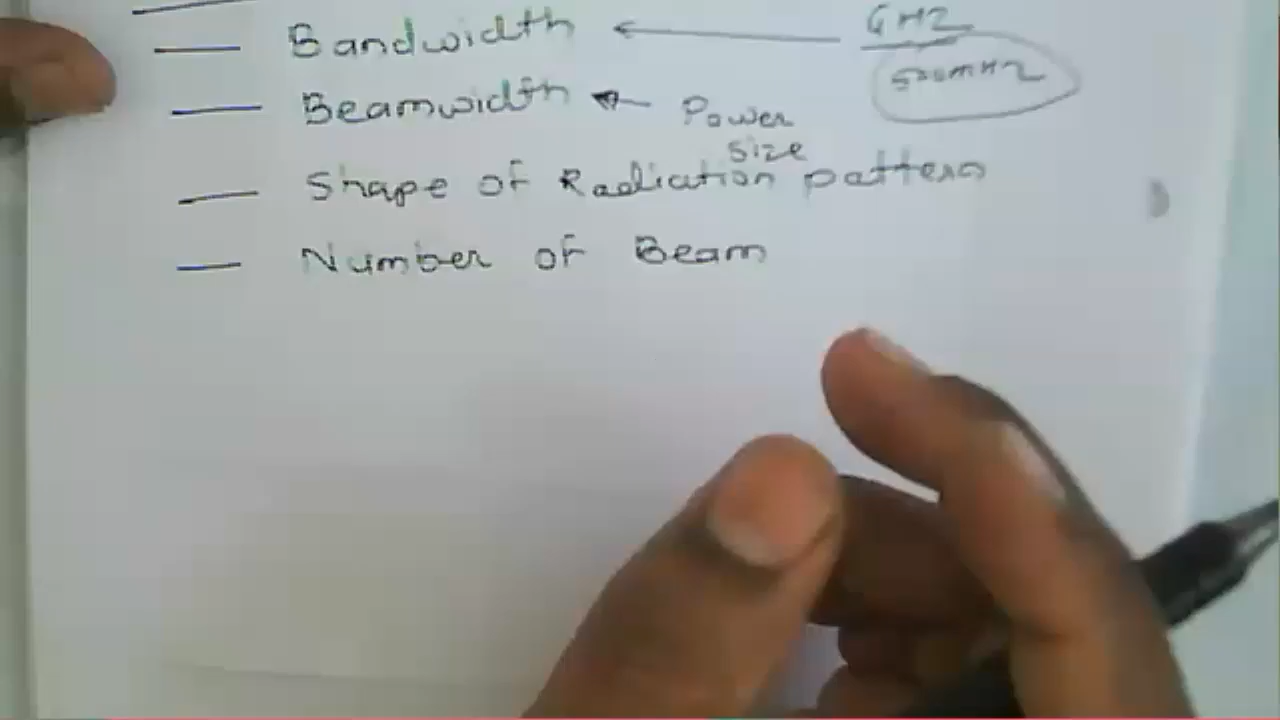 Bandwidth GHZ
500MHZ
Beamwidth Power
Size
Shape of Radiation pattern
Number of Beam